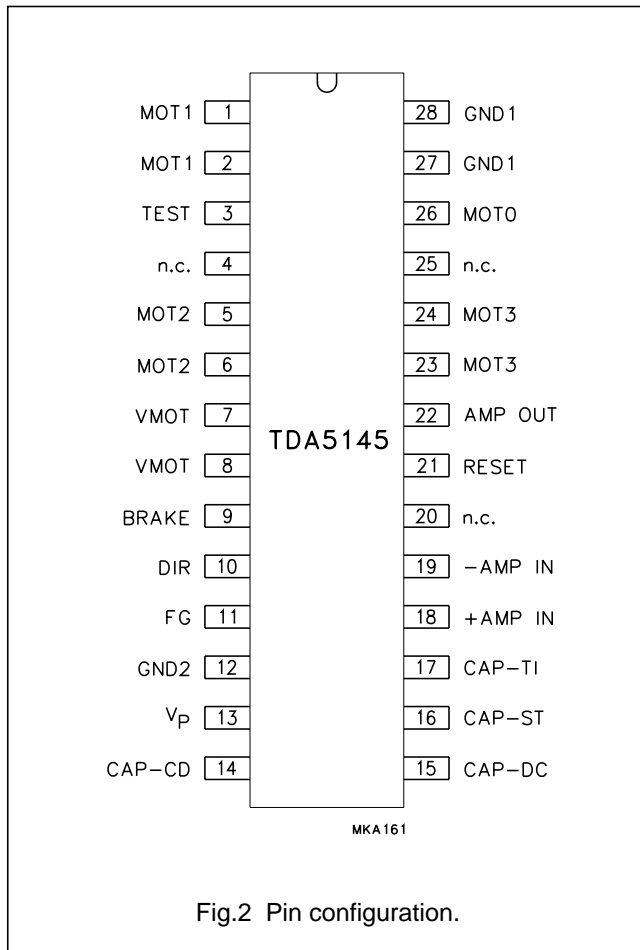 MOT1 1 28 GND1
MOT1 2 27 GND1
TEST 3 26 MOT0
n.c. 4 25 n.c.
MOT2 5 24 MOT3
MOT2 6 23 MOT3
VMOT 7 22 AMP OUT
TDA5145
VMOT 8 21 RESET
BRAKE 9 20 n.c.
DIR 10 19 −AMP IN
FG 11 18 +AMP IN
GND2 12 17 CAP−TI
VP 13 16 CAP−ST
CAP−CD 14 15 CAP−DC
MKA161
Fig.2 Pin configuration.